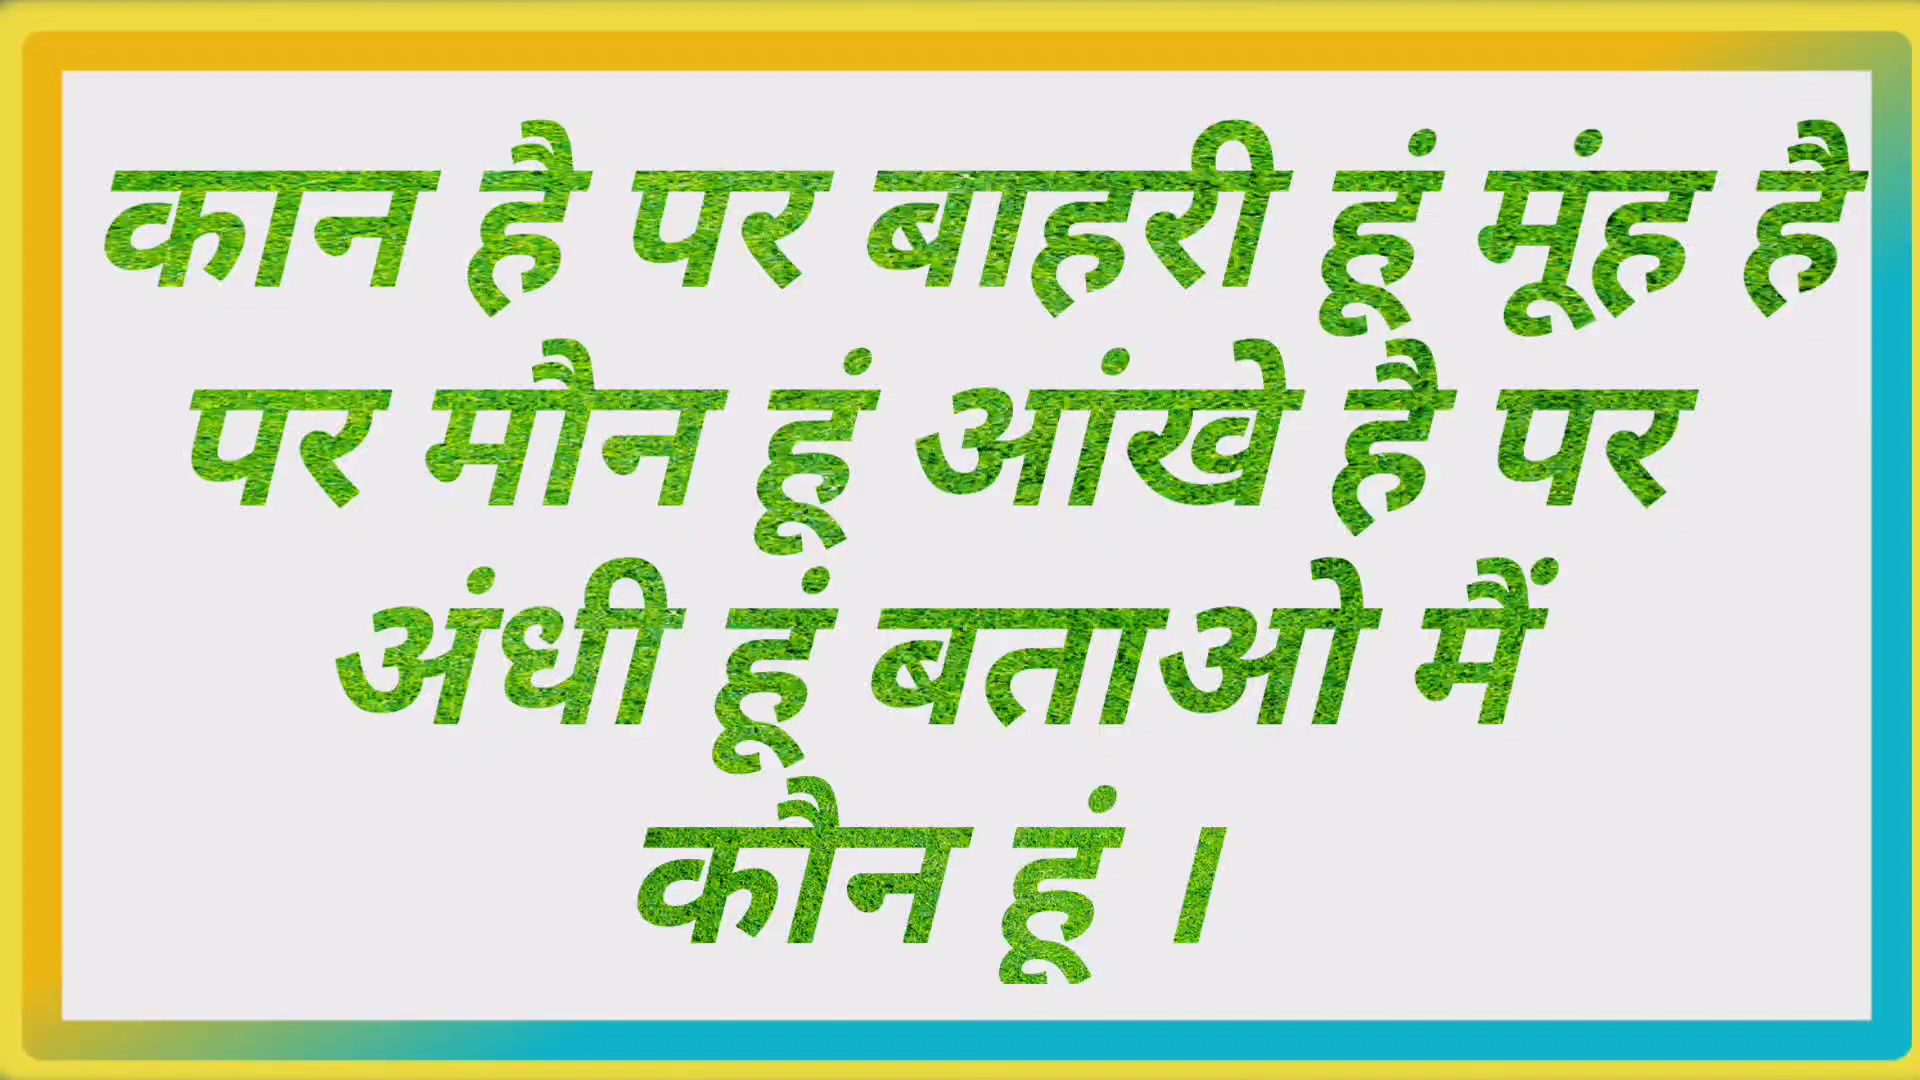 कान है पर बाहरी हूं मूंह है
पर मौन हूं आंखे है पर
अंधी हूं बताओ मैं
कौन हूं ।